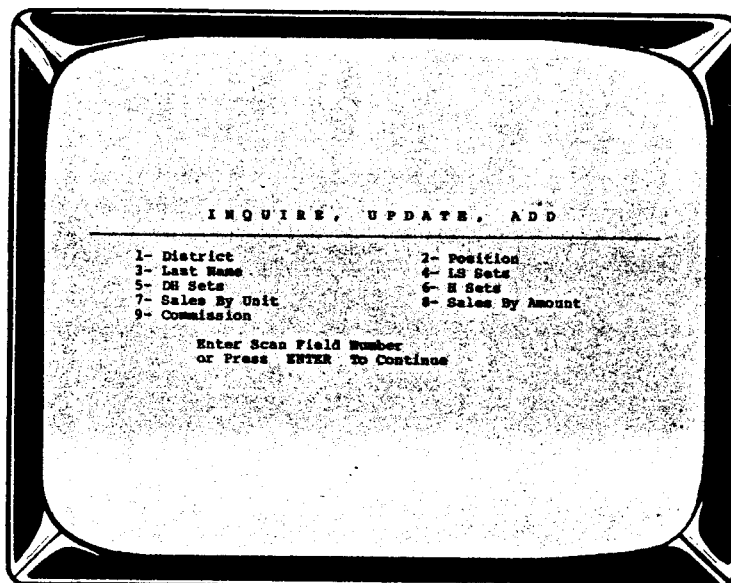 INQUIRE, UPDATE, ADD
1- District 2- Position
3- Last Name 4- LS Sets
5- DH Sets 6- H Sets
7- Sales By Unit 8- Sales By Amount
9- Commission
Enter Scan Field Number
or Press ENTER To Continue